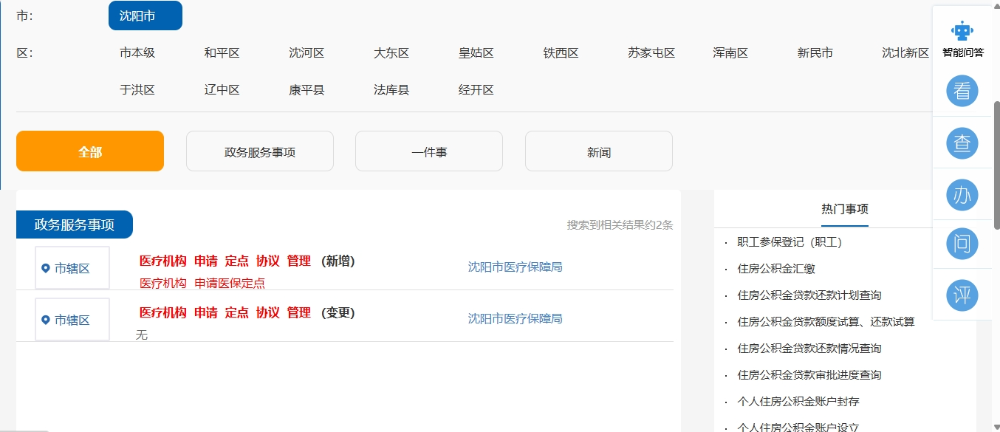 市：
沈阳市
区：
市本级 和平区 沈河区 大东区 皇姑区 铁西区 苏家屯区 浑南区 新民市 沈北新区
于洪区 辽中区 康平县 法库县 经开区
全部 政务服务事项 一件事 新闻
政务服务事项
搜索到相关结果约2条
市辖区
医疗机构 申请 定点 协议 管理 （新增）
沈阳市医疗保障局
医疗机构 申请医保定点
市辖区
医疗机构 申请 定点 协议 管理 （变更）
沈阳市医疗保障局
无
热门事项
· 职工参保登记（职工）
· 住房公积金汇缴
· 住房公积金贷款还款计划查询
· 住房公积金贷款额度试算、还款试算
· 住房公积金贷款还款情况查询
· 住房公积金贷款审批进度查询
· 个人住房公积金账户封存
· 个人住房公积金账户设立
智能问答
看
查
办
问
评